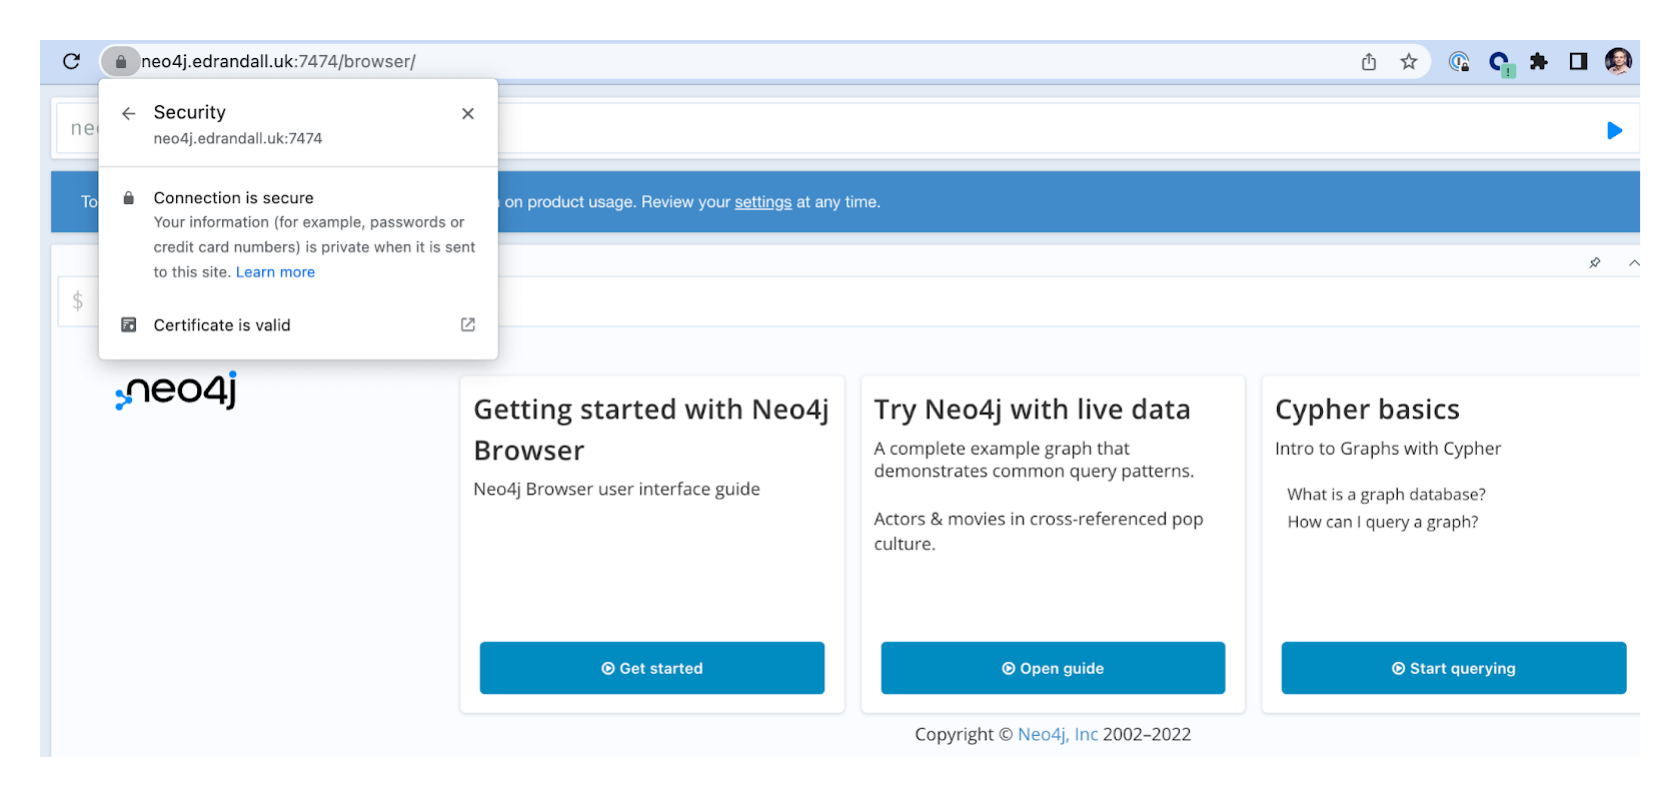 neo4j.edrandall.uk:7474/browser/
Security
neo4j.edrandall.uk:7474
neo
Connection is secure
Your information (for example, passwords or
credit card numbers) is private when it is sent
to this site. Learn more
To
on product usage. Review your settings at any time.
$
Certificate is valid
neo4j
Getting started with Neo4j
Browser
Neo4j Browser user interface guide
Get started
Try Neo4j with live data
A complete example graph that
demonstrates common query patterns.
Actors & movies in cross-referenced pop
culture.
Open guide
Cypher basics
Intro to Graphs with Cypher
What is a graph database?
How can I query a graph?
Start querying
Copyright © Neo4j, Inc 2002–2022